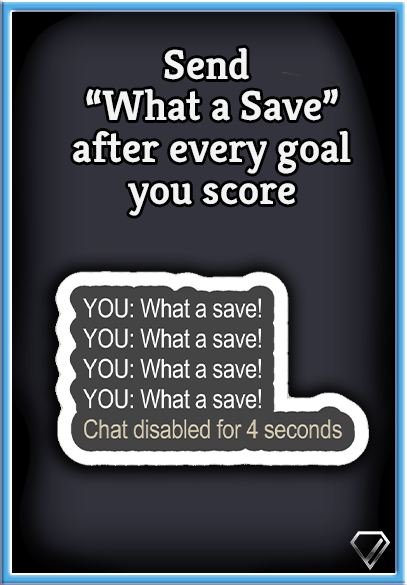 Send
“What a Save”
after every goal
you score
YOU: What a save!
YOU: What a save!
YOU: What a save!
YOU: What a save!
Chat disabled for 4 seconds